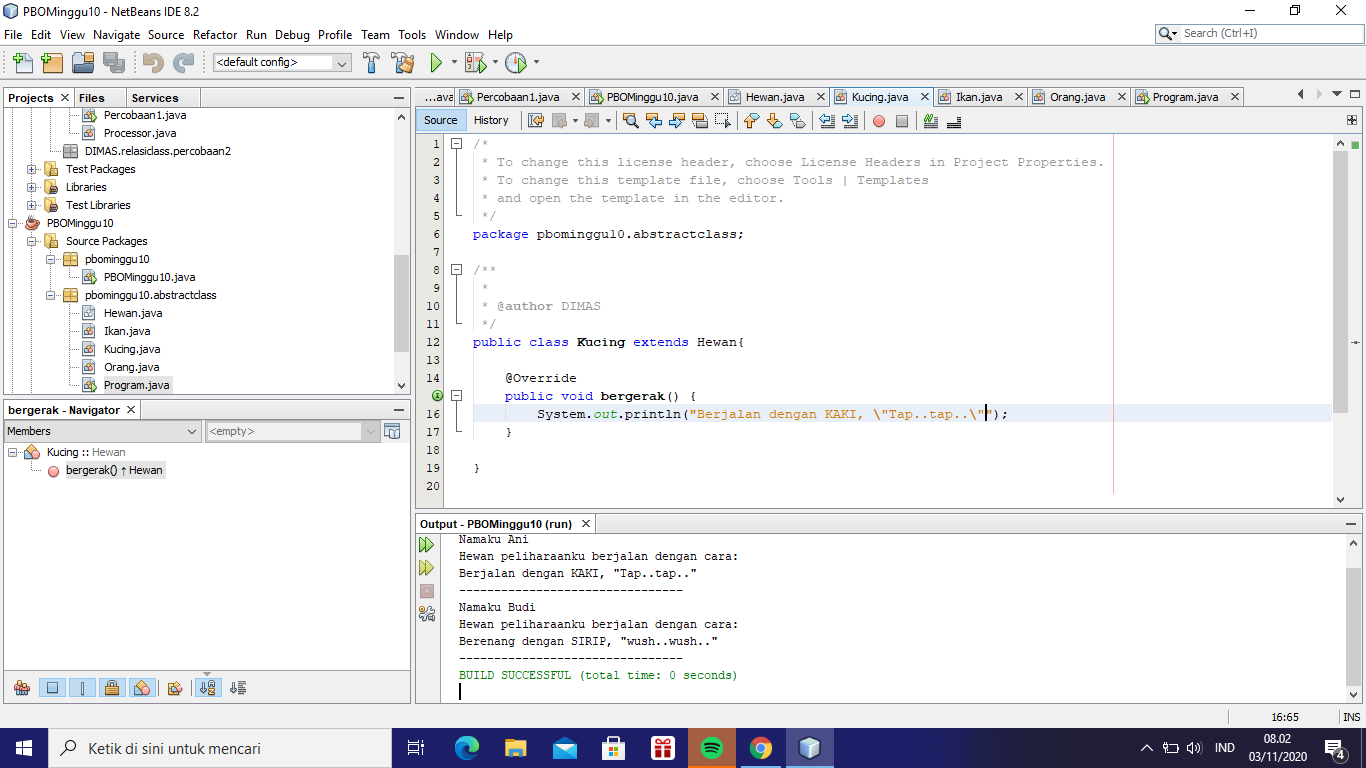 PBOMinggu10 - NetBeans IDE 8.2
File Edit View Navigate Source Refactor Run Debug Profile Team Tools Window Help
Search (Ctrl+I)
<default config>
Projects Files Services
Percobaan1.java
Processor.java
DIMAS.relasiclass.percobaan2
Test Packages
Libraries
Test Libraries
PBOMinggu10
Source Packages
pbominggu10
PBOMinggu10.java
pbominggu10.abstractclass
Hewan.java
Ikan.java
Kucing.java
Orang.java
Program.java
bergerak - Navigator
Members <empty>
Kucing :: Hewan
bergerak() ↑ Hewan
...ava Percobaan1.java PBOMinggu10.java Hewan.java Kucing.java Ikan.java Orang.java Program.java
Source History
1 /*
2 * To change this license header, choose License Headers in Project Properties.
3 * To change this template file, choose Tools | Templates
4 * and open the template in the editor.
5 */
6 package pbominggu10.abstractclass;
7
8 /**
9 *
10 * @author DIMAS
11 */
12 public class Kucing extends Hewan{
13
14 @Override
public void bergerak() {
16 System.out.println("Berjalan dengan KAKI, \"Tap..tap..\"");
17 }
18
19 }
20
Output - PBOMinggu10 (run)
Namaku Ani
Hewan peliharaanku berjalan dengan cara:
Berjalan dengan KAKI, "Tap..tap.."
--------------------------------
Namaku Budi
Hewan peliharaanku berjalan dengan cara:
Berenang dengan SIRIP, "wush..wush.."
--------------------------------
BUILD SUCCESSFUL (total time: 0 seconds)
16:65 INS
Ketik di sini untuk mencari
IND
08.02
03/11/2020
4